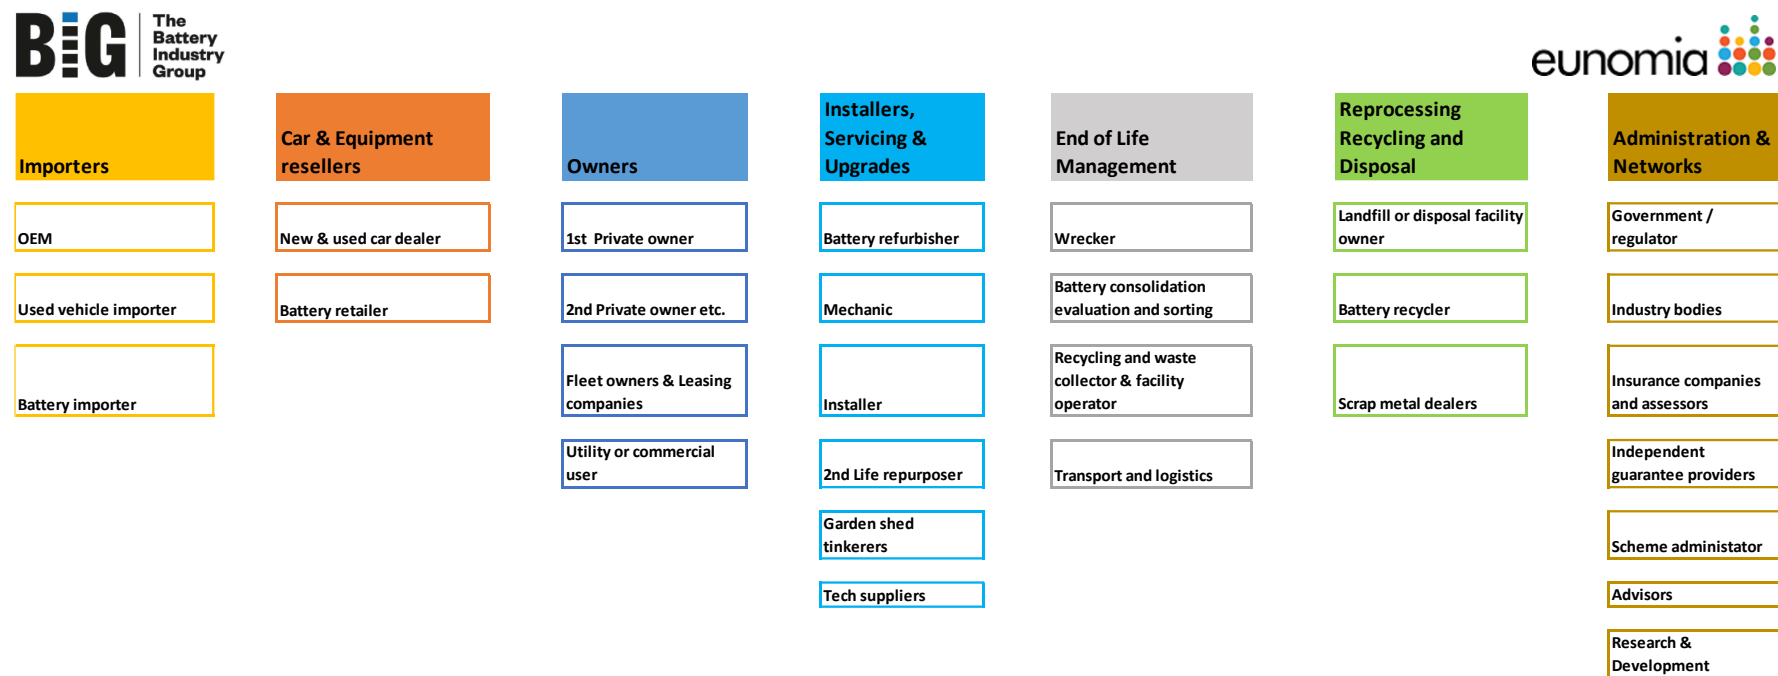 BIG
The
Battery
Industry
Group
eunomia
Importers
OEM
Used vehicle importer
Battery importer
Car & Equipment
resellers
New & used car dealer
Battery retailer
Owners
1st  Private owner
2nd Private owner etc.
Fleet owners & Leasing
companies
Utility or commercial
user
Installers,
Servicing &
Upgrades
Battery refurbisher
Mechanic
Installer
2nd Life repurposer
Garden shed
tinkerers
Tech suppliers
End of Life
Management
Wrecker
Battery consolidation
evaluation and sorting
Recycling and waste
collector & facility
operator
Transport and logistics
Reprocessing
Recycling and
Disposal
Landfill or disposal facility
owner
Battery recycler
Scrap metal dealers
Administration &
Networks
Government /
regulator
Industry bodies
Insurance companies
and assessors
Independent
guarantee providers
Scheme administator
Advisors
Research &
Development